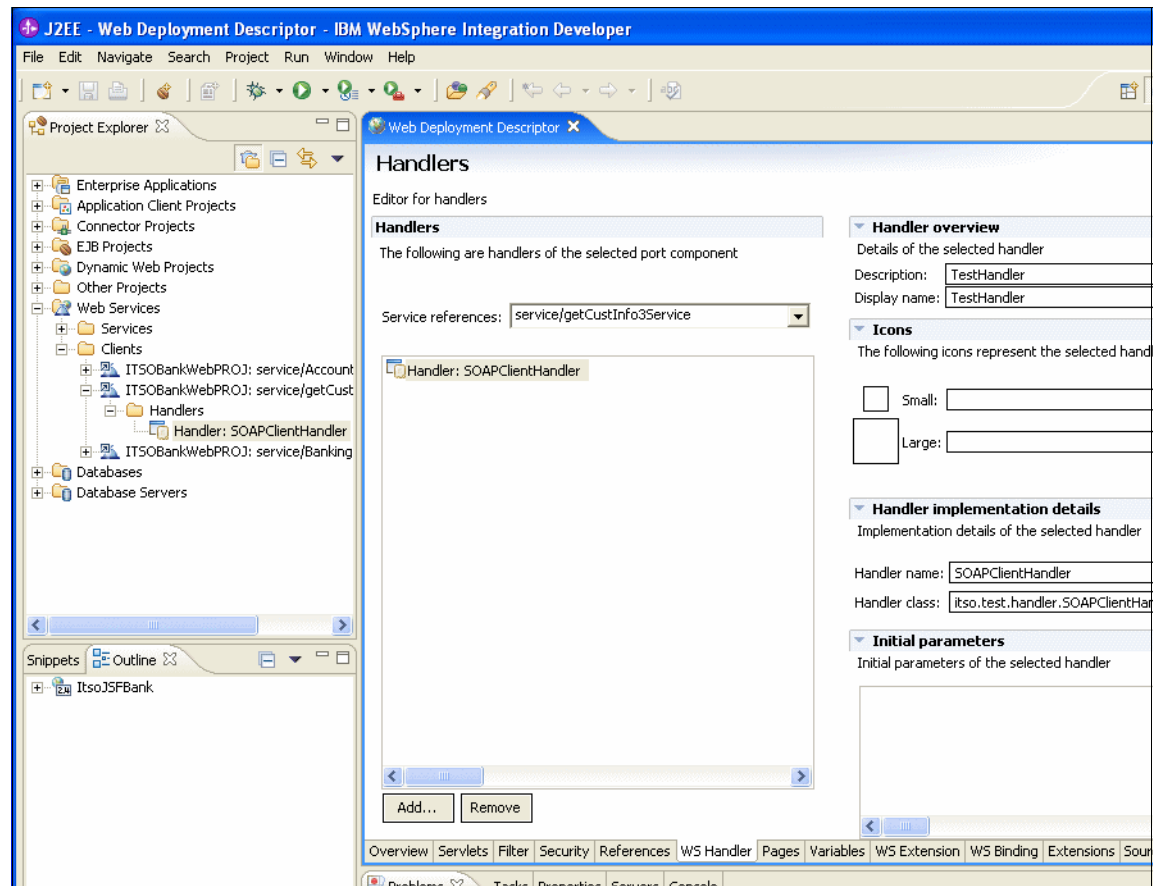 J2EE - Web Deployment Descriptor - IBM WebSphere Integration Developer
File Edit Navigate Search Project Run Window Help
Project Explorer
Enterprise Applications
Application Client Projects
Connector Projects
EJB Projects
Dynamic Web Projects
Other Projects
Web Services
Services
Clients
ITSOBankWebPROJ: service/Account
ITSOBankWebPROJ: service/getCust
Handlers
Handler: SOAPClientHandler
ITSOBankWebPROJ: service/Banking
Databases
Database Servers
Snippets Outline
ItsoJSFBank
Web Deployment Descriptor
Handlers
Editor for handlers
Handlers
The following are handlers of the selected port component
Service references: service/getCustInfo3Service
Handler: SOAPClientHandler
Add... Remove
Handler overview
Details of the selected handler
Description: TestHandler
Display name: TestHandler
Icons
The following icons represent the selected hand
Small:
Large:
Handler implementation details
Implementation details of the selected handler
Handler name: SOAPClientHandler
Handler class: itso.test.handler.SOAPClientHar
Initial parameters
Initial parameters of the selected handler
Overview Servlets Filter Security References WS Handler Pages Variables WS Extension WS Binding Extensions Sour
Problems Tasks Properties Servers Console